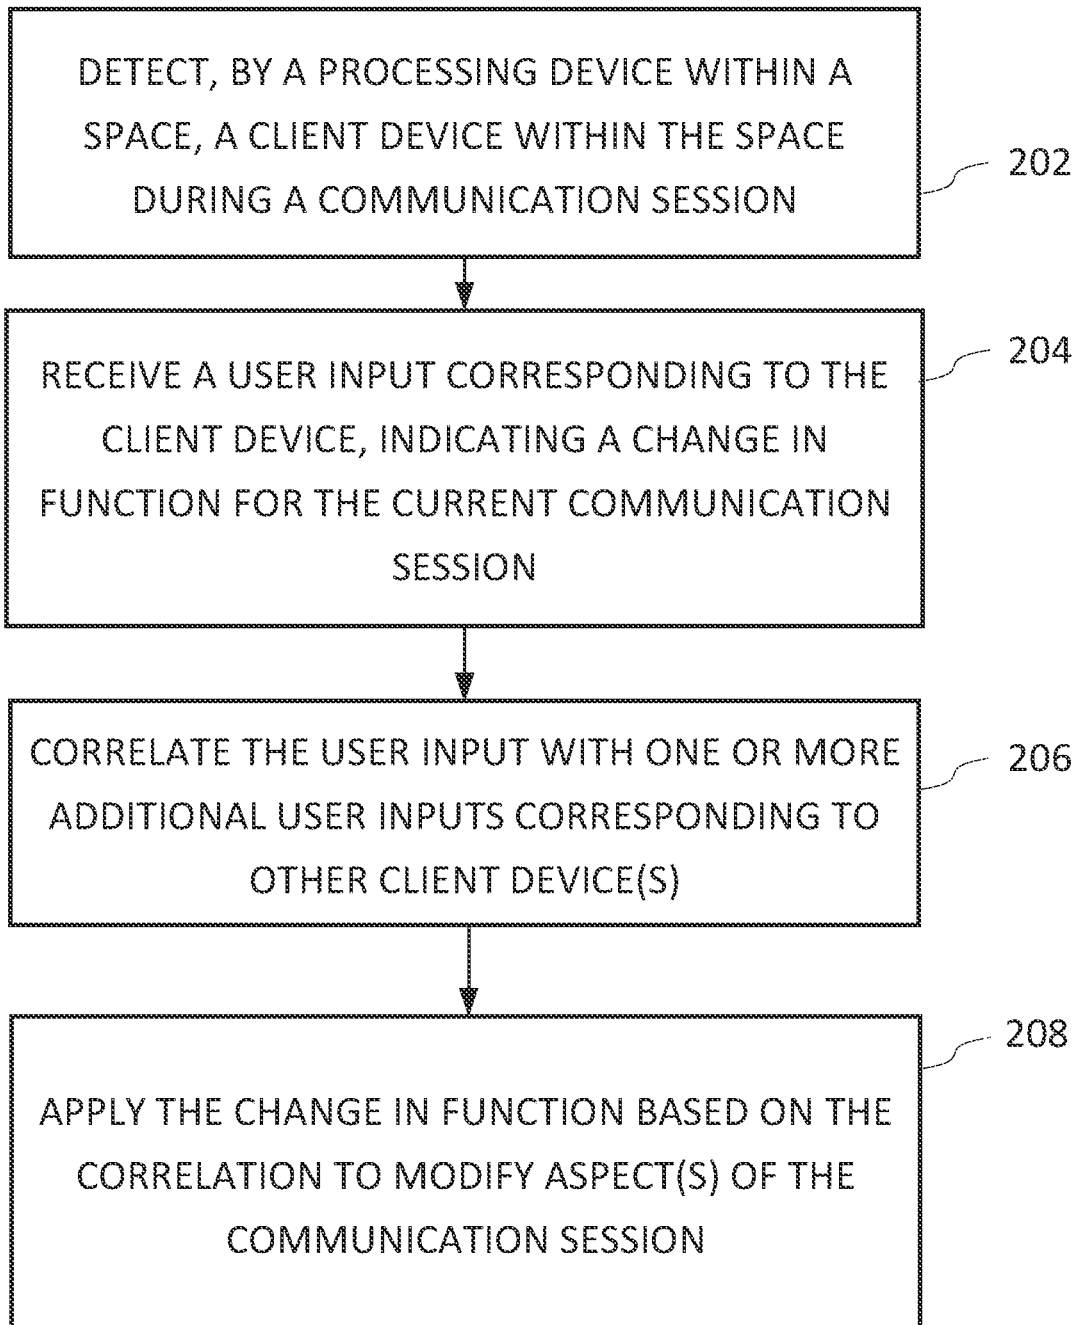 DETECT, BY A PROCESSING DEVICE WITHIN A
SPACE, A CLIENT DEVICE WITHIN THE SPACE
DURING A COMMUNICATION SESSION
202
RECEIVE A USER INPUT CORRESPONDING TO THE
CLIENT DEVICE, INDICATING A CHANGE IN
FUNCTION FOR THE CURRENT COMMUNICATION
SESSION
204
CORRELATE THE USER INPUT WITH ONE OR MORE
ADDITIONAL USER INPUTS CORRESPONDING TO
OTHER CLIENT DEVICE(S)
206
APPLY THE CHANGE IN FUNCTION BASED ON THE
CORRELATION TO MODIFY ASPECT(S) OF THE
COMMUNICATION SESSION
208